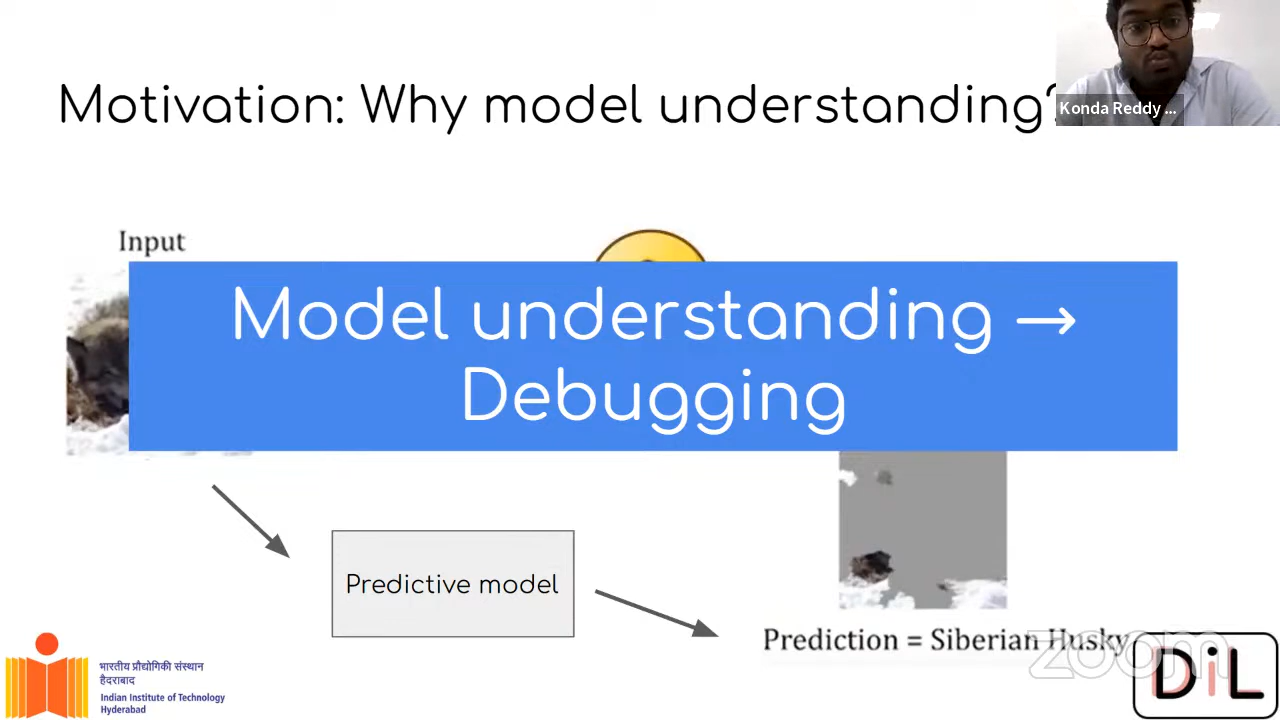 Motivation: Why model understanding?
Konda Reddy ...
Input
Model understanding →
Debugging
Predictive model
Prediction = Siberian Husky
zoom
भारतीय प्रौद्योगिकी संस्थान
हैदराबाद
Indian Institute of Technology
Hyderabad
DiL